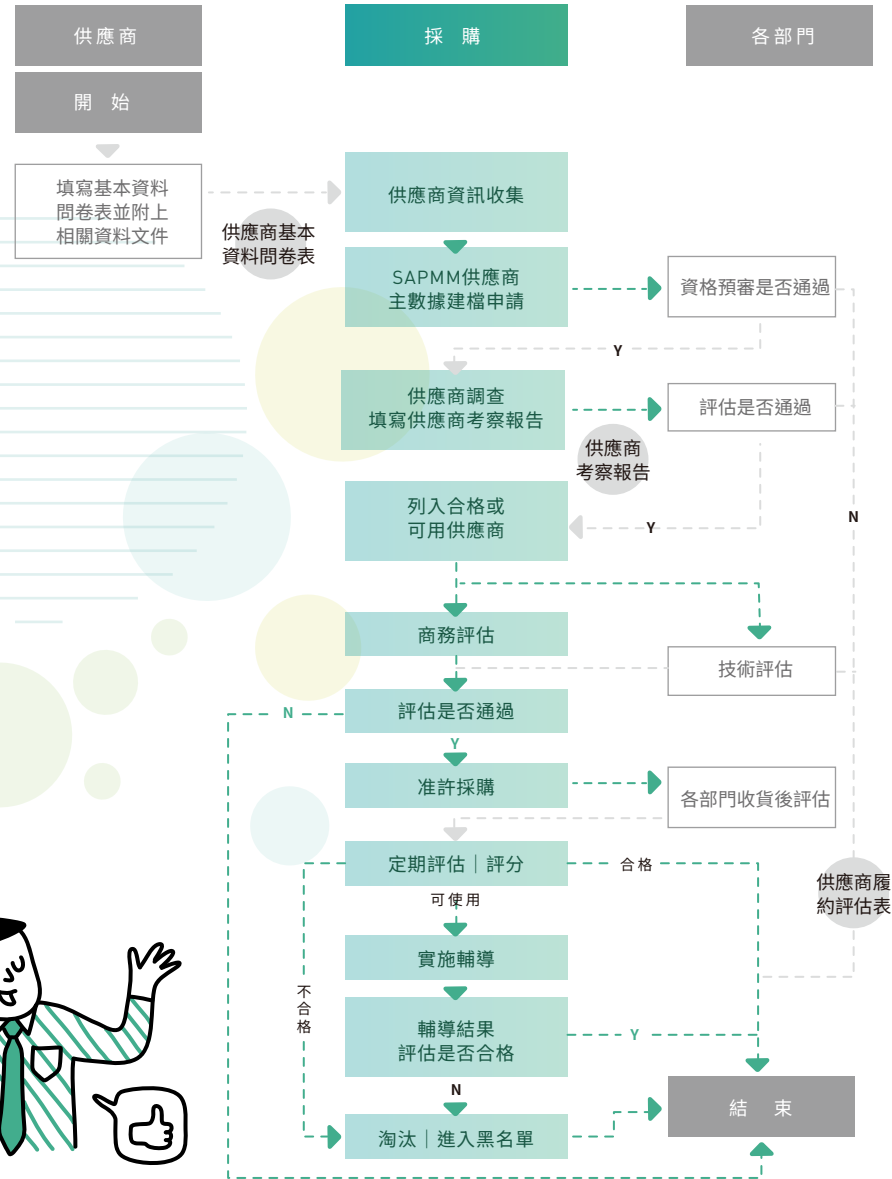 供應商
採 購
各部門
開 始
填寫基本資料
問卷表並附上
相關資料文件
供應商基本
資料問卷表
供應商資訊收集
SAPMM供應商
主數據建檔申請
資格預審是否通過
Y
供應商調查
填寫供應商考察報告
評估是否通過
供應商
考察報告
列入合格或
可用供應商
Y
N
商務評估
技術評估
評估是否通過
N
Y
准許採購
各部門收貨後評估
定期評估｜評分
合格
供應商履
約評估表
可使用
實施輔導
不合格
輔導結果
評估是否合格
Y
N
淘汰｜進入黑名單
結 束